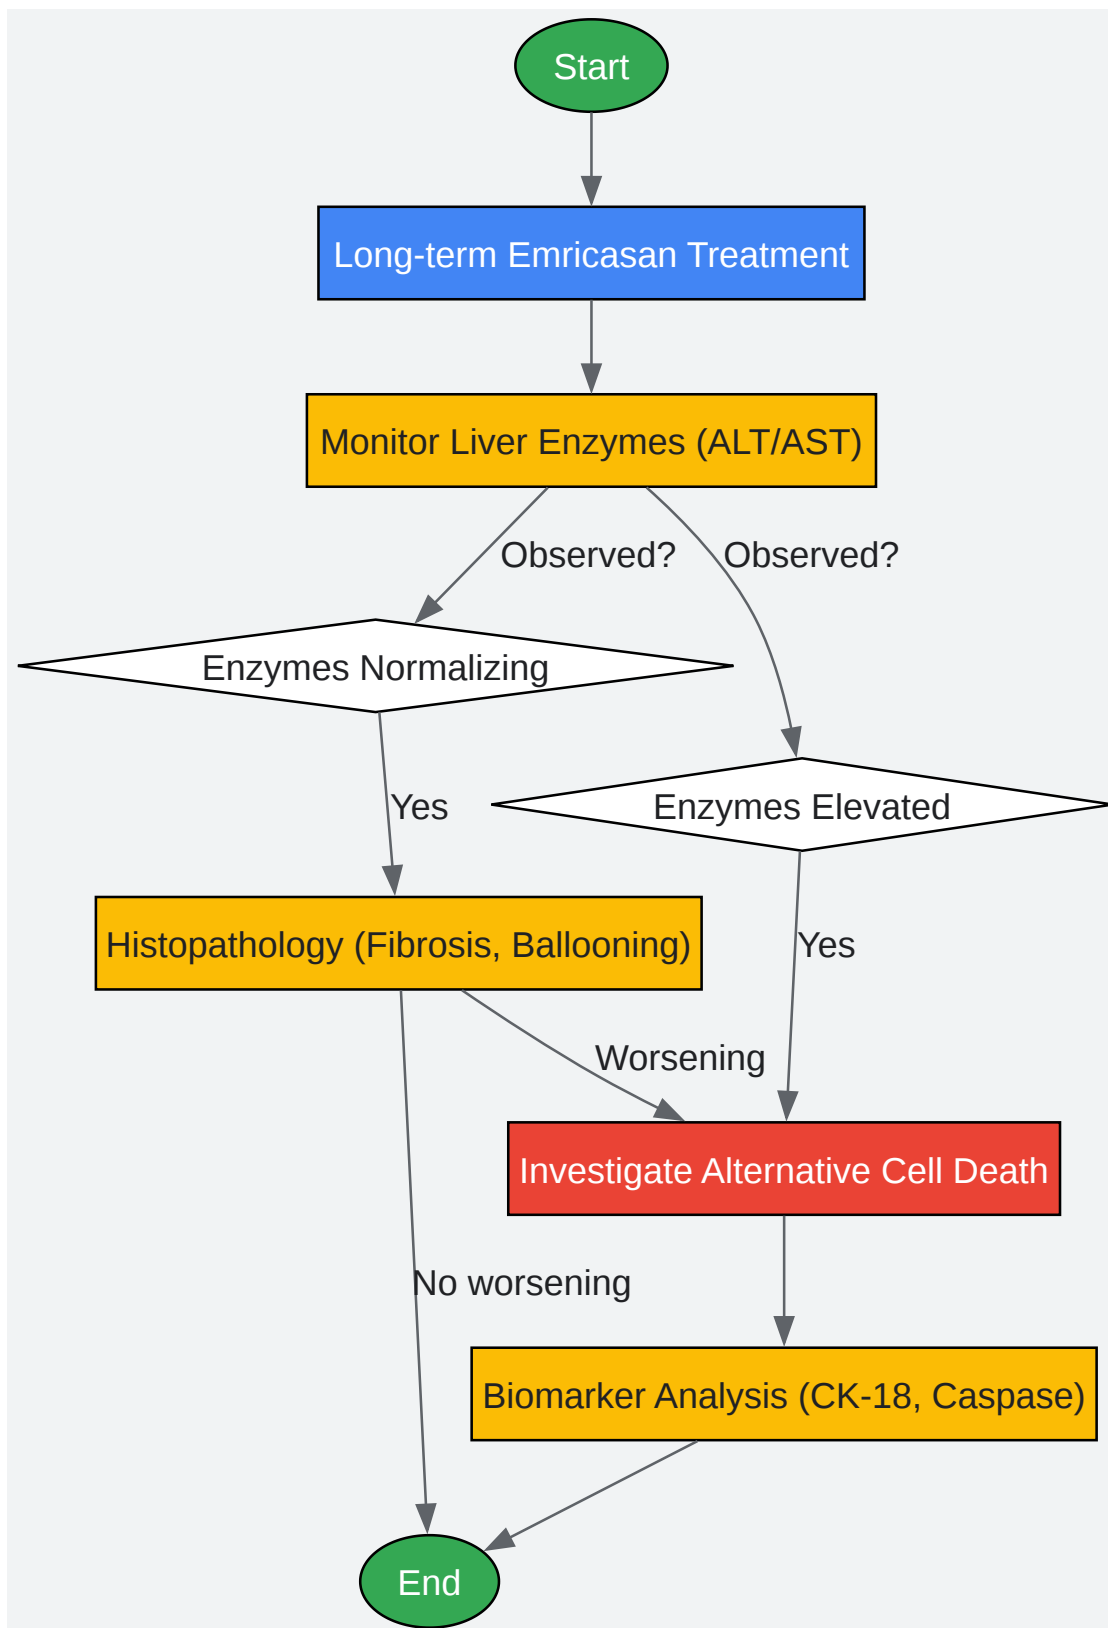 Start
Long-term Emricasan Treatment
Monitor Liver Enzymes (ALT/AST)
Observed?
Observed?
Enzymes Normalizing
Yes
Enzymes Elevated
Histopathology (Fibrosis, Ballooning)
Yes
Worsening
Investigate Alternative Cell Death
No worsening
Biomarker Analysis (CK-18, Caspase)
End